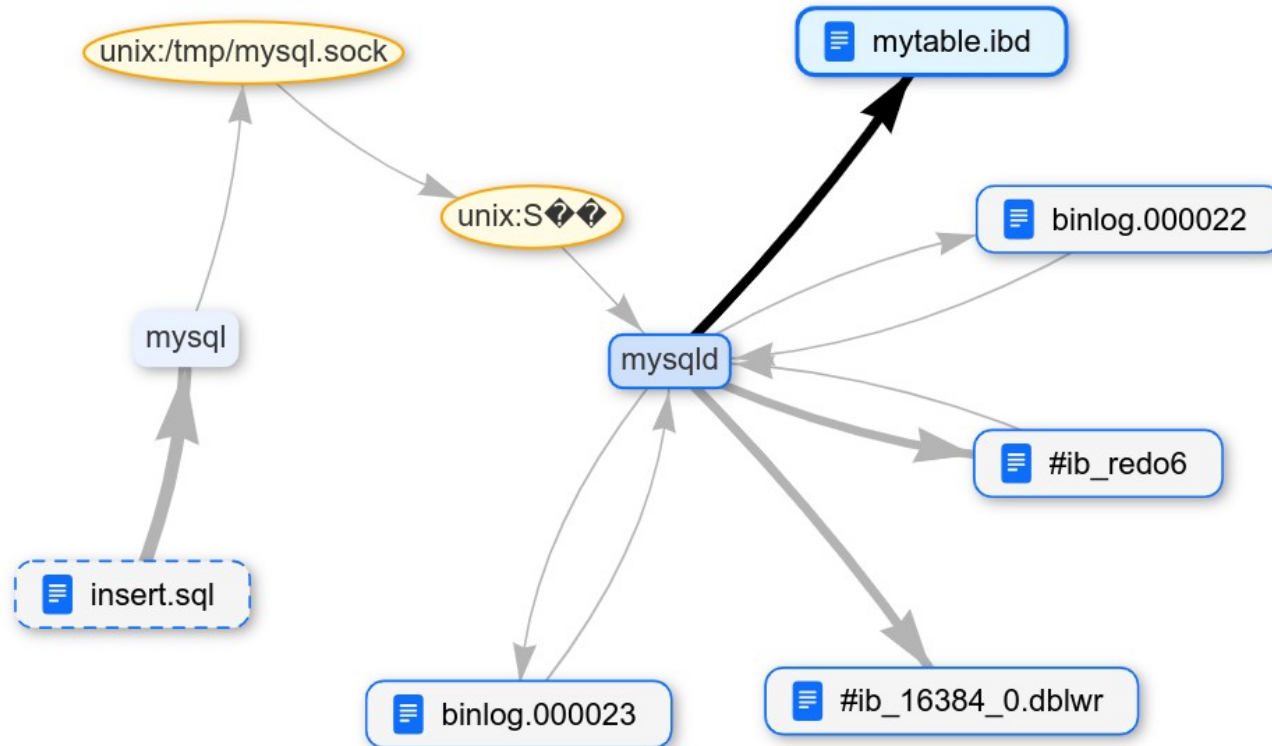 unix:/tmp/mysql.sock
mytable.ibd
unix:S��
binlog.000022
mysql
mysqld
#ib_redo6
insert.sql
binlog.000023
#ib_16384_0.dblwr